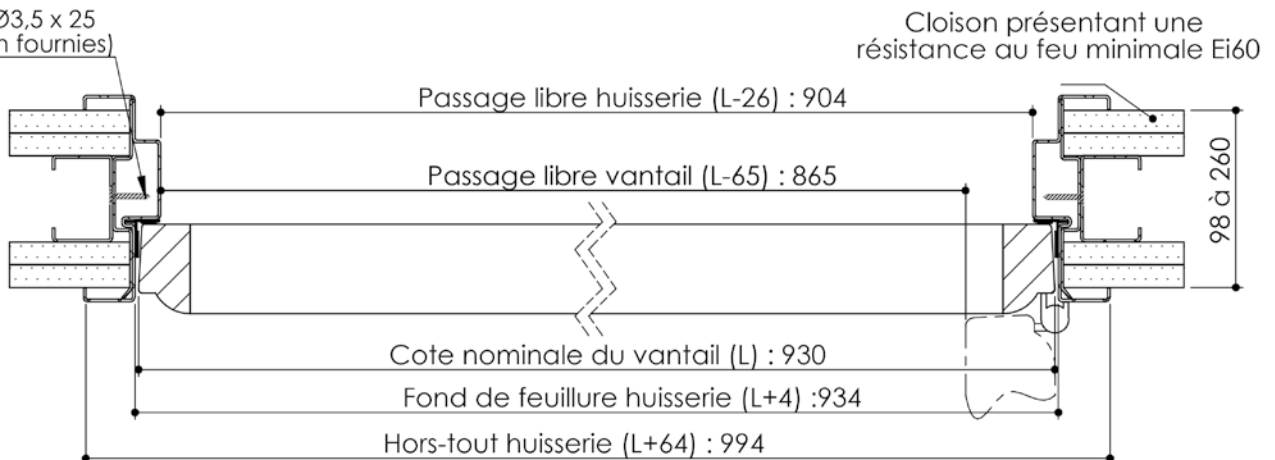 Ø3,5 x 25
fournies)
Cloison présentant une
résistance au feu minimale Ei60
Passage libre huisserie (L-26) : 904
Passage libre vantail (L-65) : 865
98 à 260
Cote nominale du vantail (L) : 930
Fond de feuillure huisserie (L+4) :934
Hors-tout huisserie (L+64) : 994